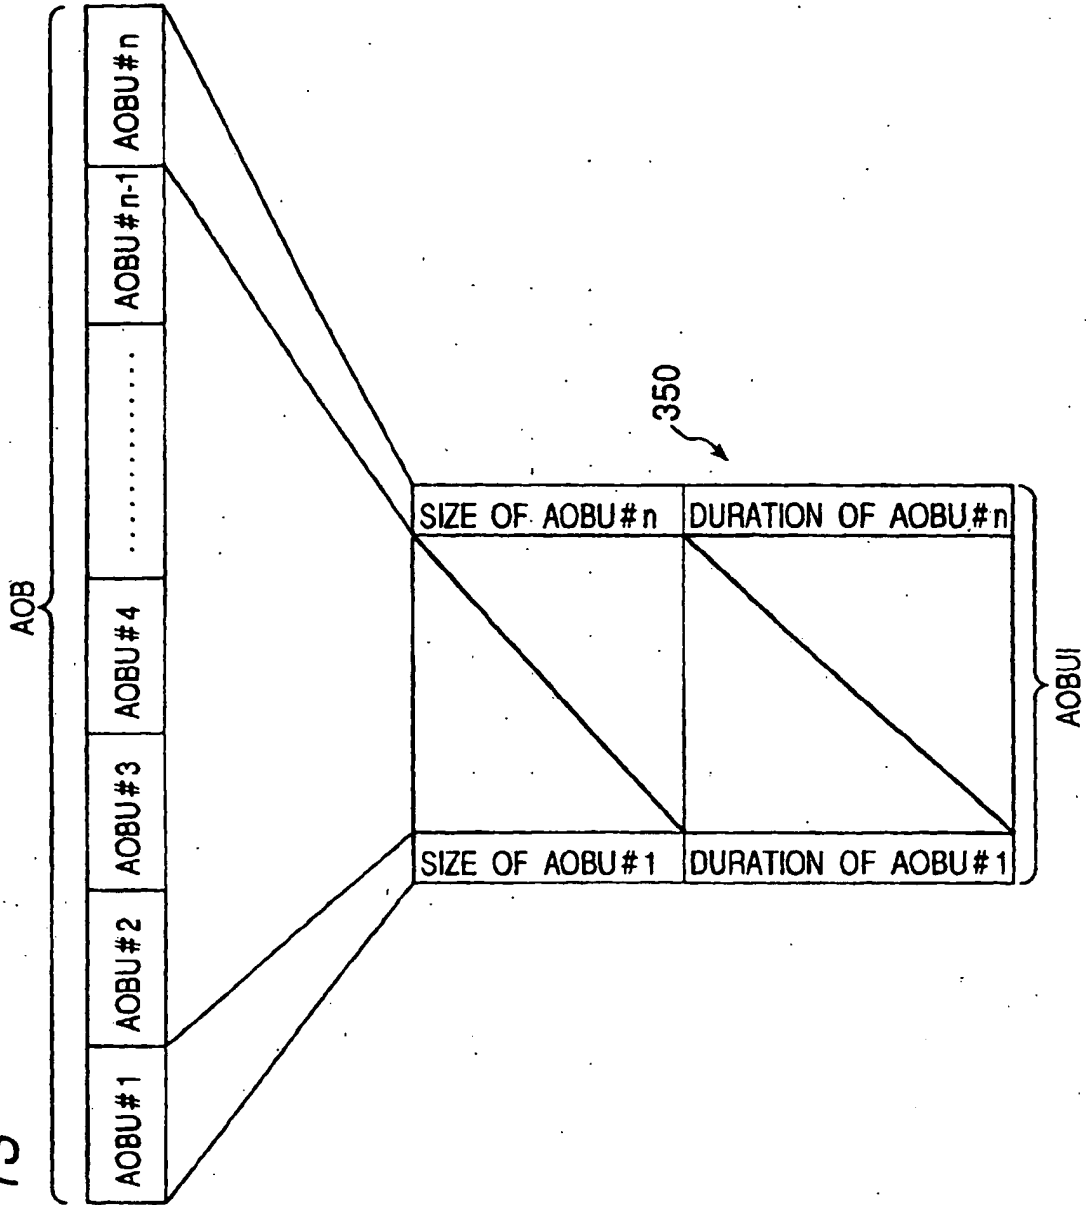 AOB
AOBU#1
AOBU#2
AOBU#3
AOBU#4
............
AOBU#n-1
AOBU#n
350
SIZE OF AOBU#1
DURATION OF AOBU#1
SIZE OF AOBU#n
DURATION OF AOBU#n
AOBUI